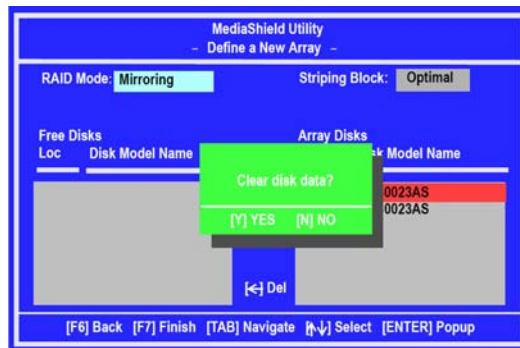 MediaShield Utility
– Define a New Array –
RAID Mode: Mirroring Striping Block: Optimal
Free Disks Array Disks
Loc Disk Model Name Model Name
Clear disk data?
[Y] YES [N] NO
0023AS
0023AS
[←] Del
[F6] Back [F7] Finish [TAB] Navigate [↑↓] Select [ENTER] Popup